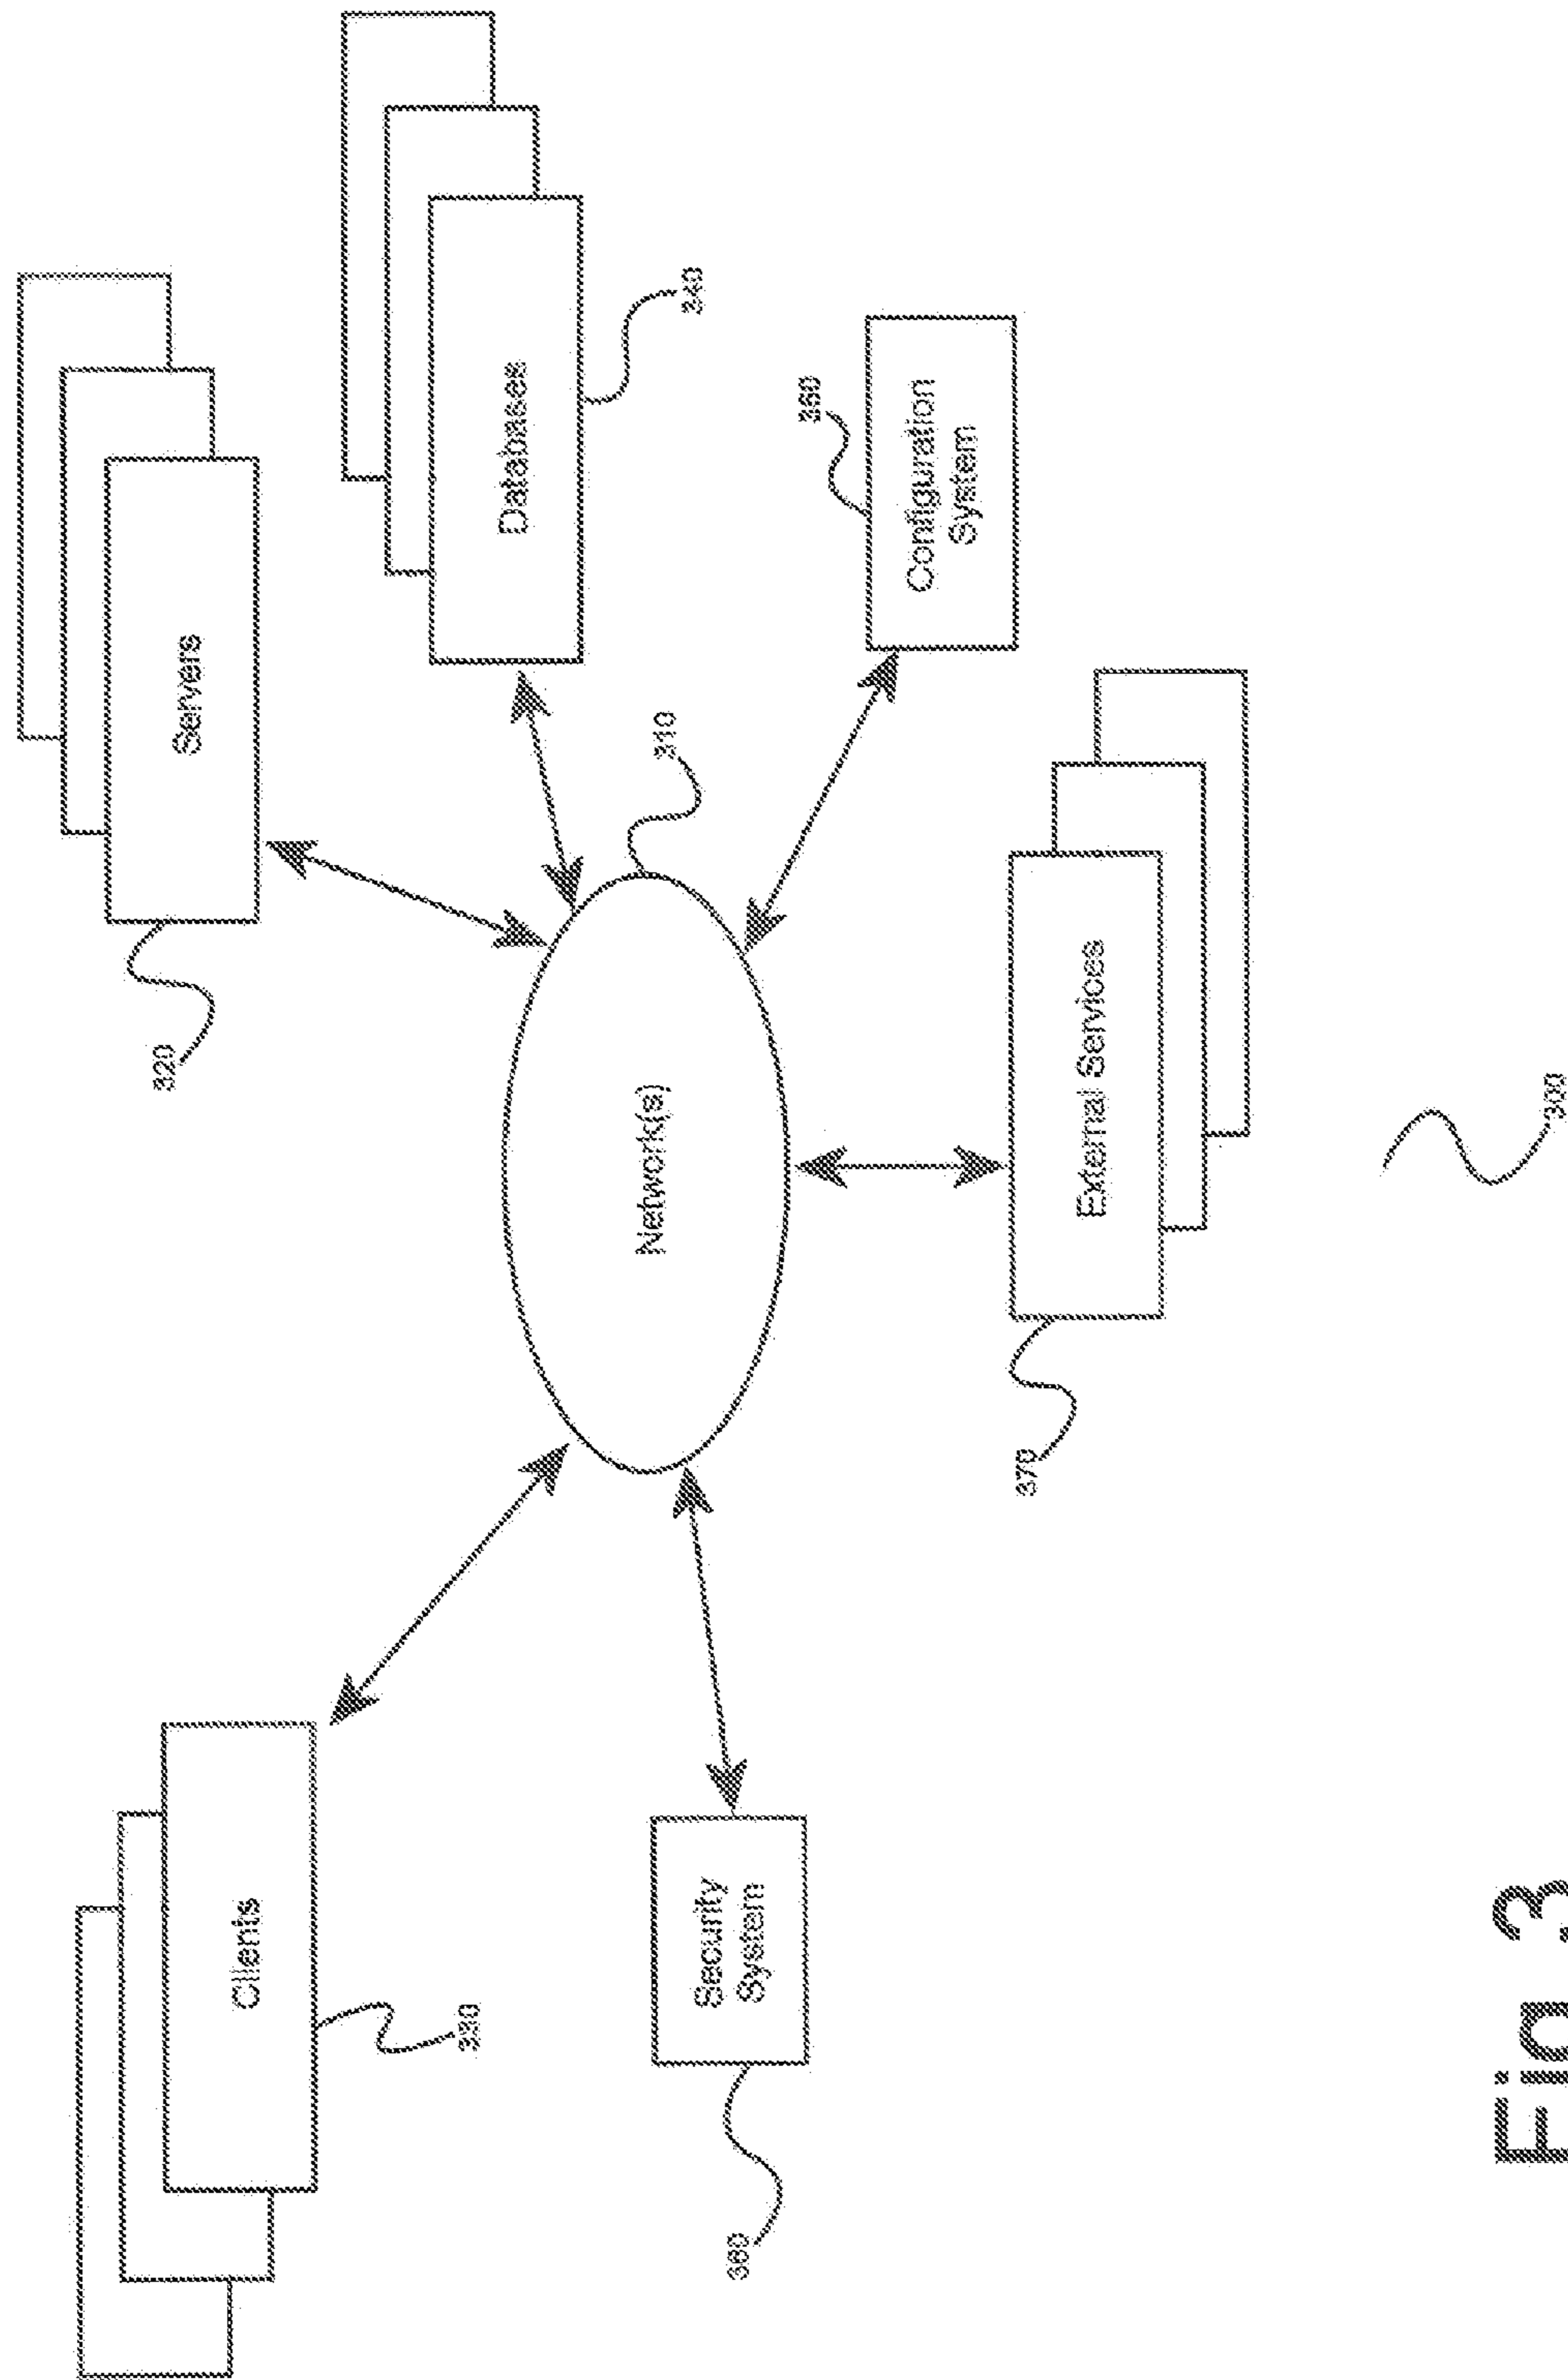 Servers
320
Clients
330
Databases
340
Network(s)
310
Security
System
360
350
Configuration
System
External Services
370
300
Fig 3